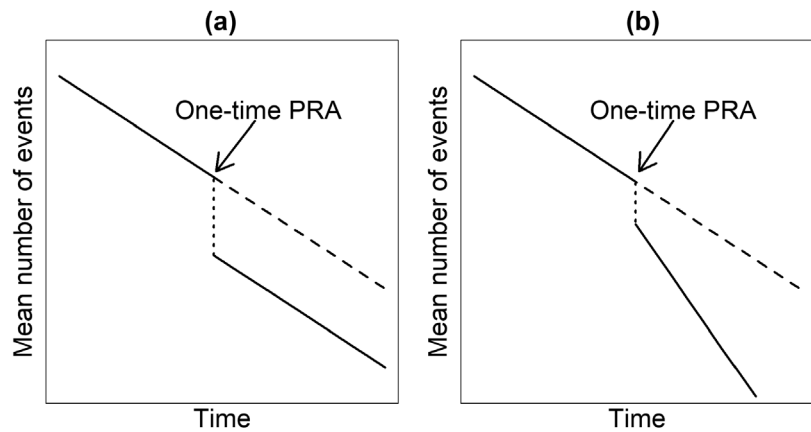 (a)
Mean number of events
One-time PRA
Time
(b)
Mean number of events
One-time PRA
Time